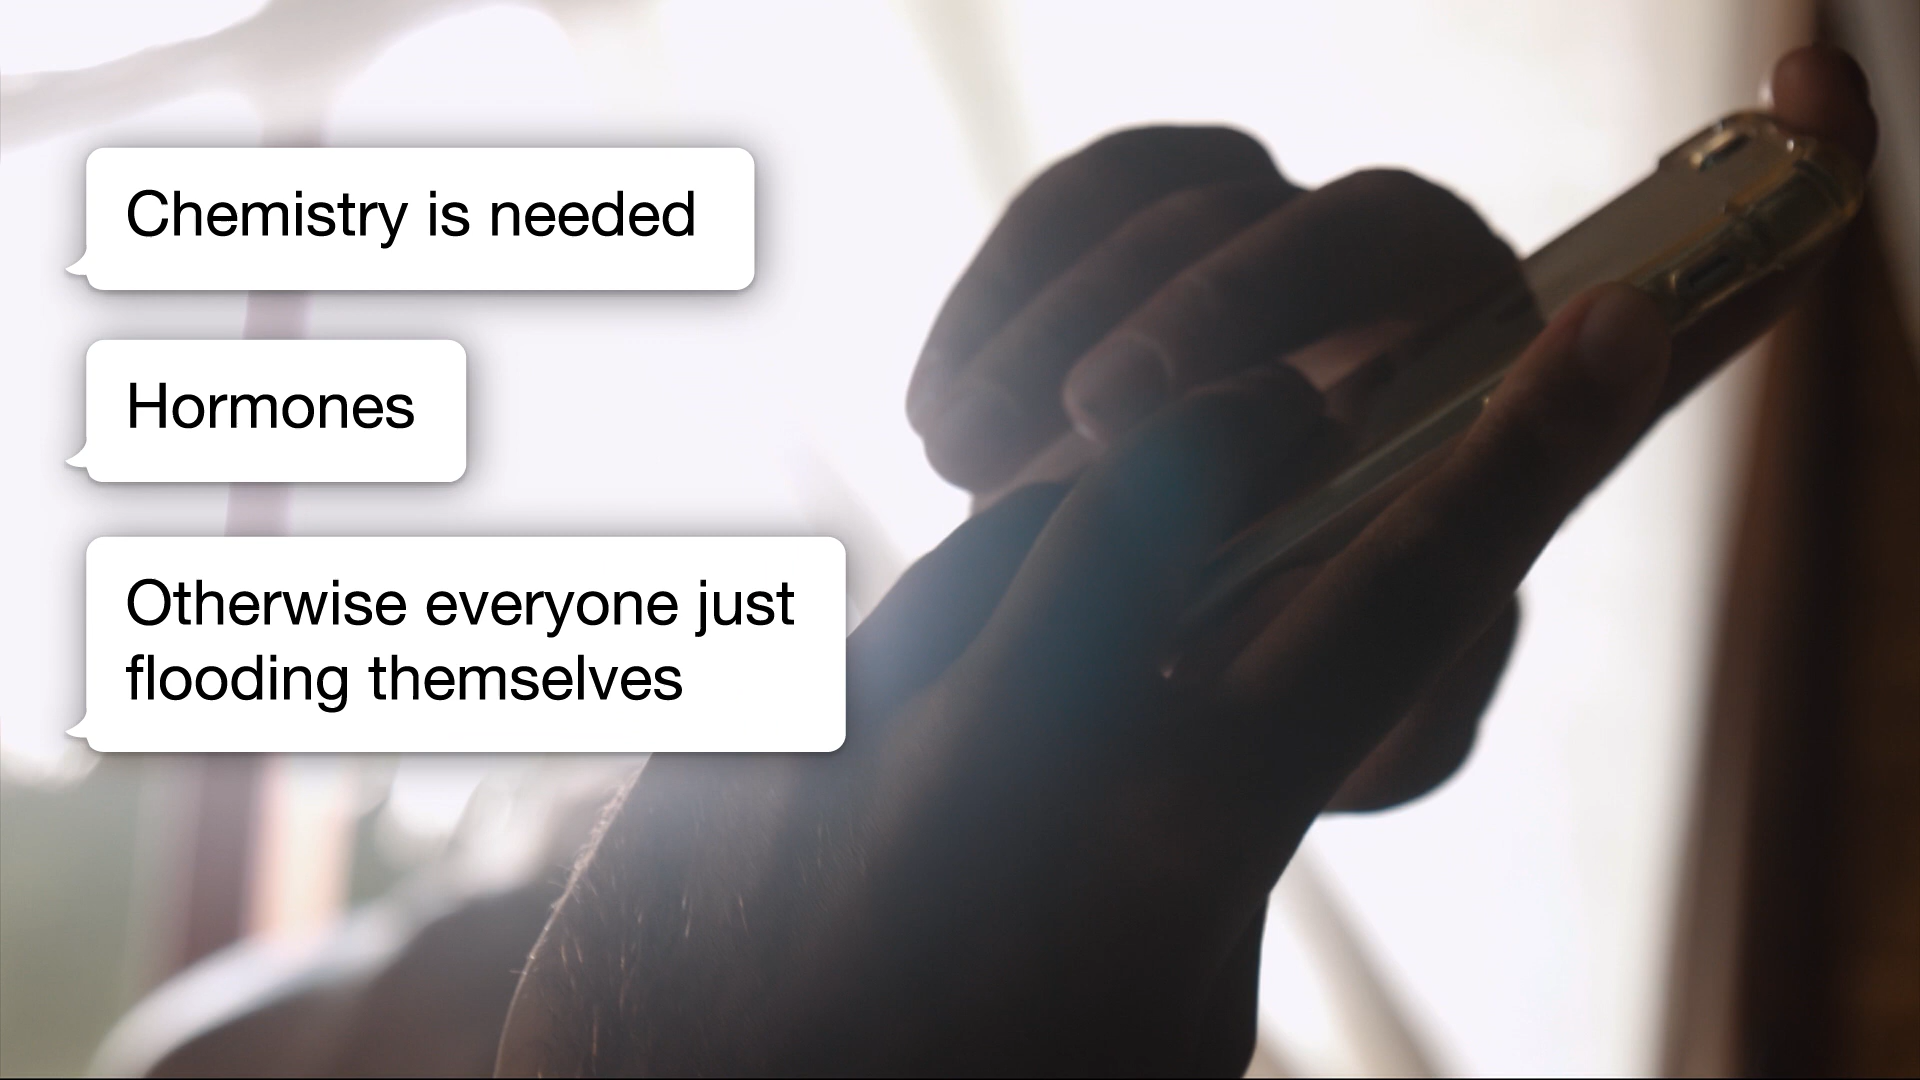 Chemistry is needed
Hormones
Otherwise everyone just
flooding themselves